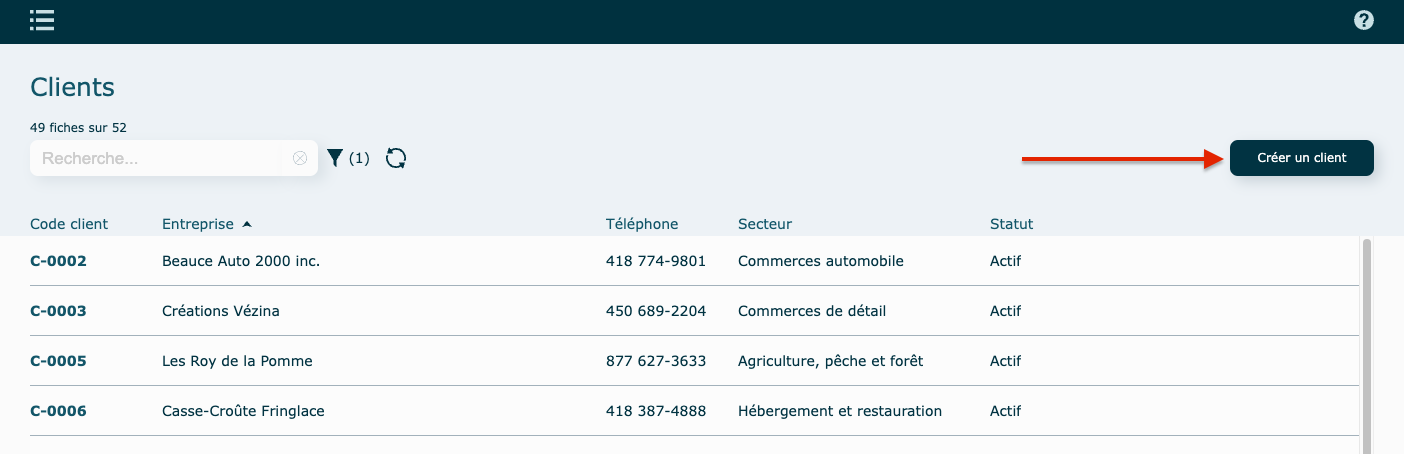 Clients
49 fiches sur 52
Recherche... (1) Créer un client
Code client Entreprise Téléphone Secteur Statut
C-0002 Beauce Auto 2000 inc. 418 774-9801 Commerces automobile Actif
C-0003 Créations Vézina 450 689-2204 Commerces de détail Actif
C-0005 Les Roy de la Pomme 877 627-3633 Agriculture, pêche et forêt Actif
C-0006 Casse-Croûte Fringlace 418 387-4888 Hébergement et restauration Actif